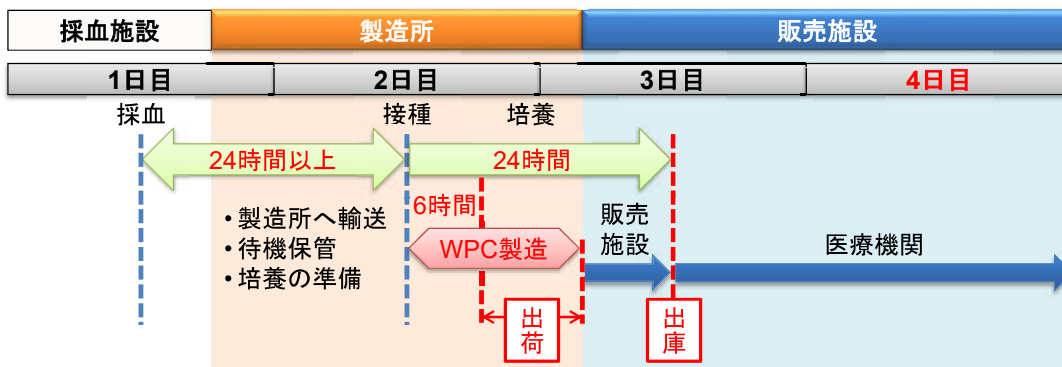 採血施設
製造所
販売施設
1日目
2日目
3日目
4日目
採血
接種
培養
24時間以上
24時間
6時間
•製造所へ輸送
•待機保管
•培養の準備
WPC製造
販売
施設
医療機関
出
荷
出
庫